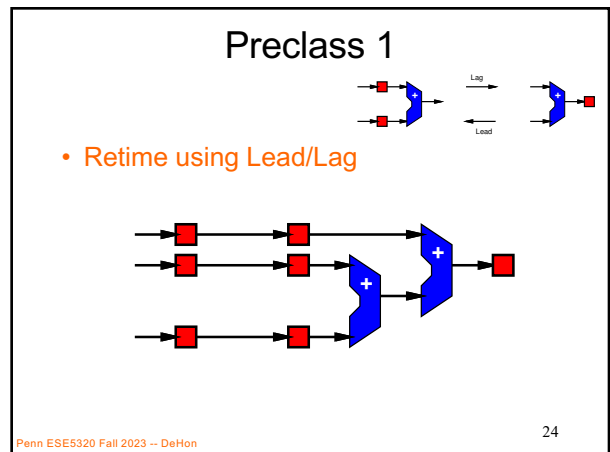 Preclass 1
Lag
+
+
Lead
• Retime using Lead/Lag
+
+
24
Penn ESE5320 Fall 2023 -- DeHon